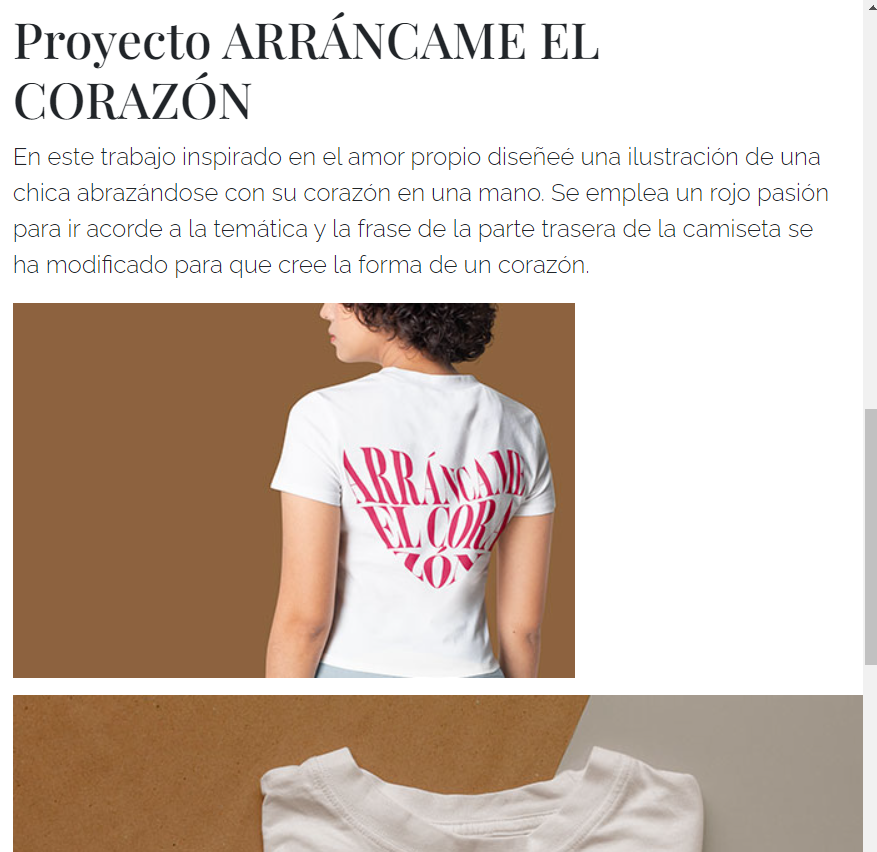 Proyecto ARRÁNCAME EL
CORAZÓN
En este trabajo inspirado en el amor propio diseñeé una ilustración de una
chica abrazándose con su corazón en una mano. Se emplea un rojo pasión
para ir acorde a la temática y la frase de la parte trasera de la camiseta se
ha modificado para que cree la forma de un corazón.
ARRÁNCAME
EL CORA
ZÓN